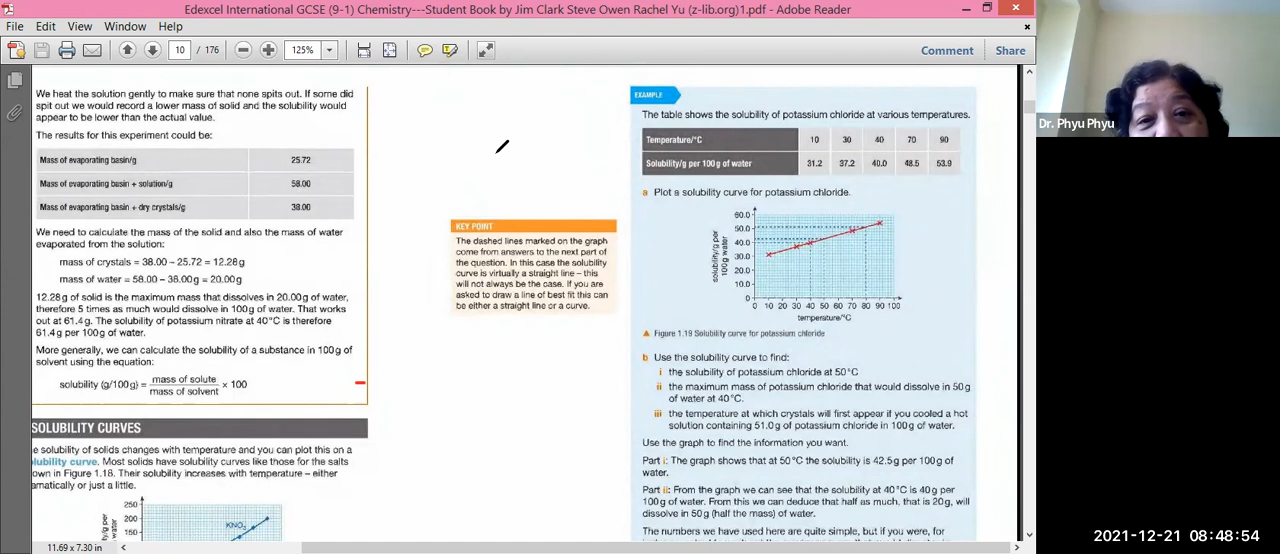 Edexcel International GCSE (9-1) Chemistry---Student Book by Jim Clark Steve Owen Rachel Yu (z-lib.org)1.pdf - Adobe Reader
File Edit View Window Help
10 / 176 125% Comment Share
We heat the solution gently to make sure that none spits out. If some did
spit out we would record a lower mass of solid and the solubility would
appear to be lower than the actual value.
The results for this experiment could be:
Mass of evaporating basin/g 25.72
Mass of evaporating basin + solution/g 58.00
Mass of evaporating basin + dry crystals/g 38.00
We need to calculate the mass of the solid and also the mass of water
evaporated from the solution:
mass of crystals = 38.00 – 25.72 = 12.28 g
mass of water = 58.00 – 38.00 g = 20.00 g
12.28 g of solid is the maximum mass that dissolves in 20.00 g of water,
therefore 5 times as much would dissolve in 100 g of water. That works
out at 61.4 g. The solubility of potassium nitrate at 40 °C is therefore
61.4 g per 100 g of water.
More generally, we can calculate the solubility of a substance in 100 g of
solvent using the equation:
solubility (g/100 g) = mass of solute / mass of solvent × 100
SOLUBILITY CURVES
e solubility of solids changes with temperature and you can plot this on a
lubility curve. Most solids have solubility curves like those for the salts
own in Figure 1.18. Their solubility increases with temperature – either
amatically or just a little.
250
200
150
KNO₃
KEY POINT
The dashed lines marked on the graph
come from answers to the next part of
the question. In this case the solubility
curve is virtually a straight line – this
will not always be the case. If you are
asked to draw a line of best fit this can
be either a straight line or a curve.
EXAMPLE
The table shows the solubility of potassium chloride at various temperatures.
Temperature/°C 10 30 40 70 90
Solubility/g per 100 g of water 31.2 37.2 40.0 48.5 53.9
a Plot a solubility curve for potassium chloride.
solubility/g per
100 g water
60.0
50.0
40.0
30.0
20.0
10.0
0
0 10 20 30 40 50 60 70 80 90 100
temperature/°C
▲ Figure 1.19 Solubility curve for potassium chloride
b Use the solubility curve to find:
i the solubility of potassium chloride at 50 °C
ii the maximum mass of potassium chloride that would dissolve in 50 g
of water at 40 °C.
iii the temperature at which crystals will first appear if you cooled a hot
solution containing 51.0 g of potassium chloride in 100 g of water.
Use the graph to find the information you want.
Part i: The graph shows that at 50 °C the solubility is 42.5 g per 100 g of
water.
Part ii: From the graph we can see that the solubility at 40 °C is 40 g per
100 g of water. From this we can deduce that half as much, that is 20 g, will
dissolve in 50 g (half the mass) of water.
The numbers we have used here are quite simple, but if you were, for
11.69 x 7.30 in
Dr. Phyu Phyu
2021-12-21 08:48:54